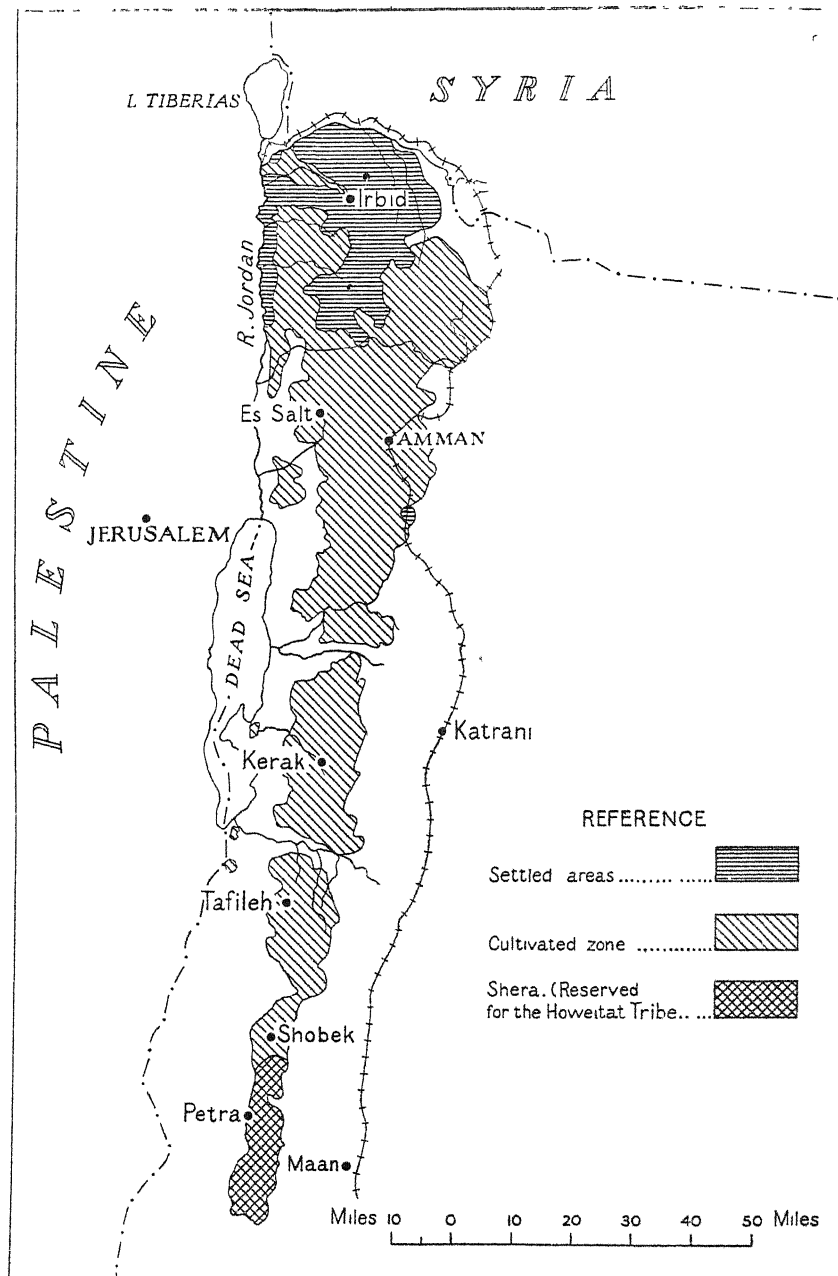 SYRIA
L TIBERIAS
Irbid
R. Jordan
PALESTINE
Es Salt
AMMAN
JERUSALEM
DEAD SEA
Katrani
Kerak
REFERENCE
Settled areas ......... ......
Tafileh
Cultivated zone ............
Shera. (Reserved
for the Howeitat Tribe.. ..
Shobek
Petra
Maan
Miles 10 0 10 20 30 40 50 Miles